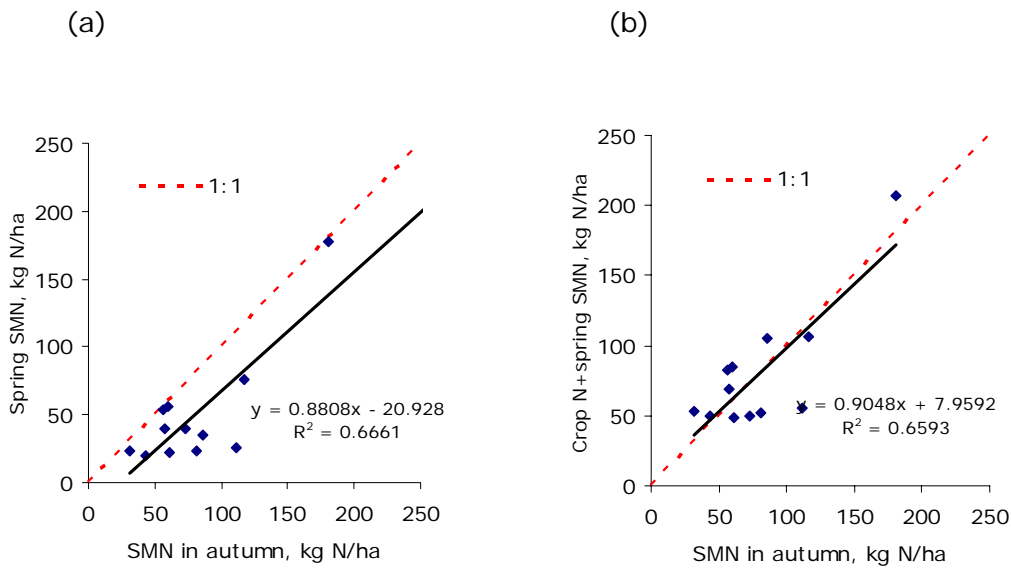 (a)
250
200
150
100
50
0
Spring SMN, kg N/ha
1:1
y = 0.8808x - 20.928
R² = 0.6661
0 50 100 150 200 250
SMN in autumn, kg N/ha
(b)
250
200
150
100
50
0
Crop N+spring SMN, kg N/ha
1:1
y = 0.9048x + 7.9592
R² = 0.6593
0 50 100 150 200 250
SMN in autumn, kg N/ha